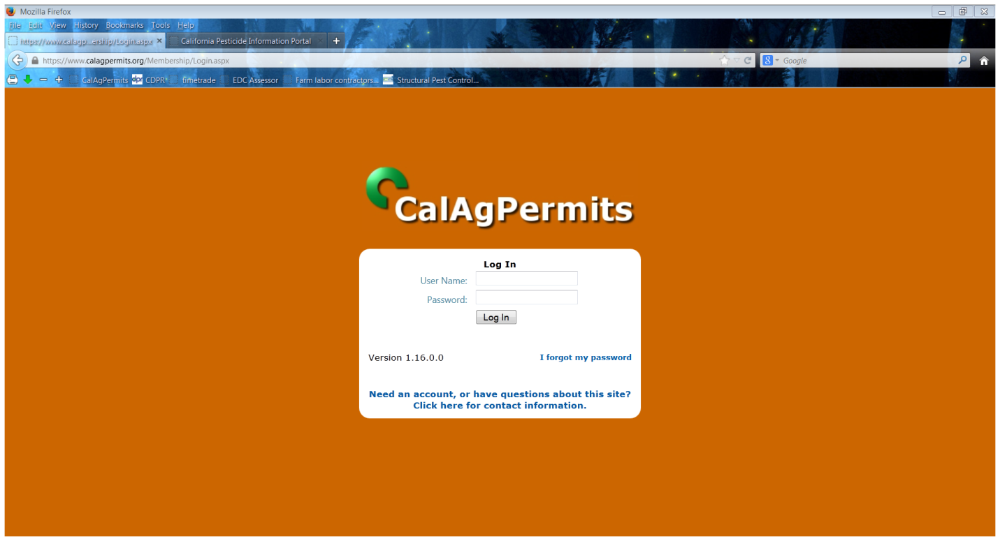 Mozilla Firefox
File Edit View History Bookmarks Tools Help
https://www.calagp...ership/Login.aspx × California Pesticide Information Portal × +
https://www.calagpermits.org/Membership/Login.aspx 8 Google
CalAgPermits dpr CDPR timetrade EDC Assessor Farm labor contractors... Structural Pest Control...
CalAgPermits
Log In
User Name:
Password:
Log In
Version 1.16.0.0 I forgot my password
Need an account, or have questions about this site?
Click here for contact information.